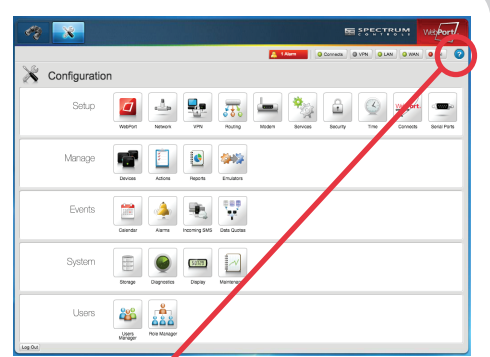 SPECTRUM
CONTROLS
WebPort
1 Alarm
Connects
VPN
LAN
WAN
?
Configuration
Setup
WebPort
Network
VPN
Routing
Modem
Services
Security
Time
Connects
Serial Ports
Manage
Devices
Actions
Reports
Emulators
Events
Calendar
Alarms
Incoming SMS
Data Quotas
System
Storage
Diagnostics
Display
Maintenance
Users
Users
Manager
Role Manager
Log Out